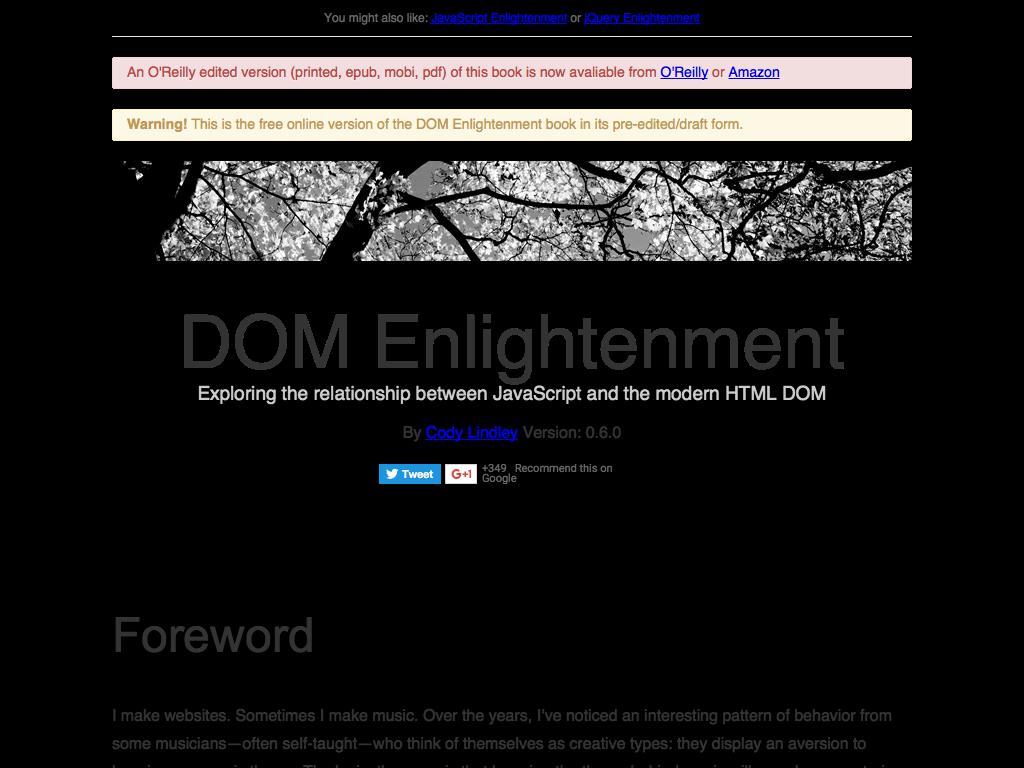 You might also like: JavaScript Enlightenment or jQuery Enlightenment
An O'Reilly edited version (printed, epub, mobi, pdf) of this book is now avaliable from O'Reilly or Amazon
Warning! This is the free online version of the DOM Enlightenment book in its pre-edited/draft form.
DOM Enlightenment
Exploring the relationship between JavaScript and the modern HTML DOM
By Cody Lindley Version: 0.6.0
Tweet G+1 +349 Recommend this on
Google
Foreword
I make websites. Sometimes I make music. Over the years, I've noticed an interesting pattern of behavior from
some musicians—often self-taught—who think of themselves as creative types: they display an aversion to